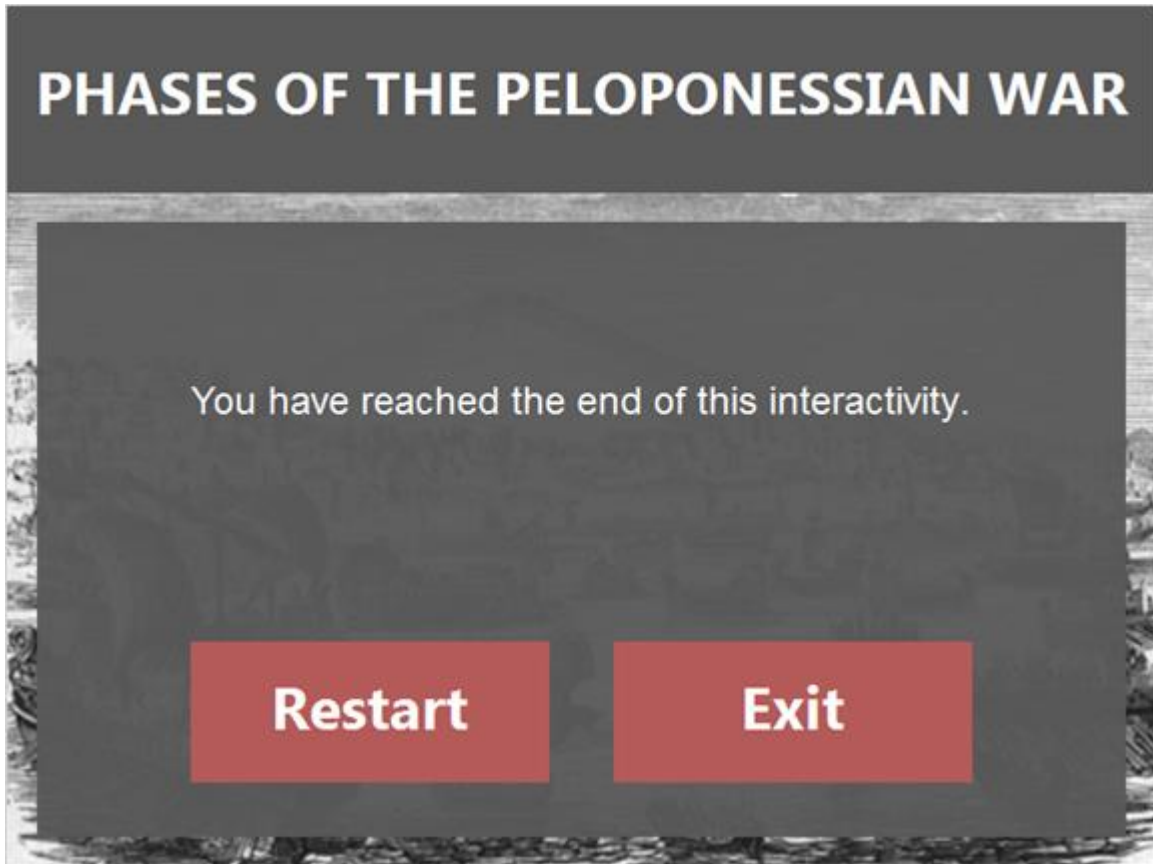 PHASES OF THE PELOPONESSIAN WAR
You have reached the end of this interactivity.
Restart
Exit